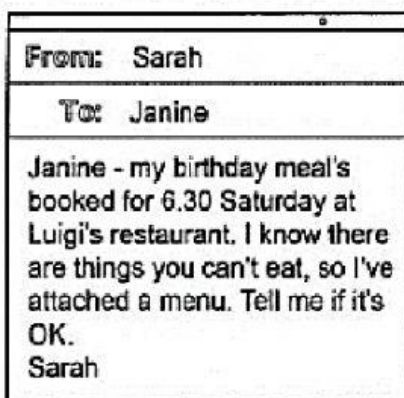 From: Sarah
To: Janine
Janine - my birthday meal's
booked for 6.30 Saturday at
Luigi's restaurant. I know there
are things you can't eat, so I've
attached a menu. Tell me if it's
OK.
Sarah